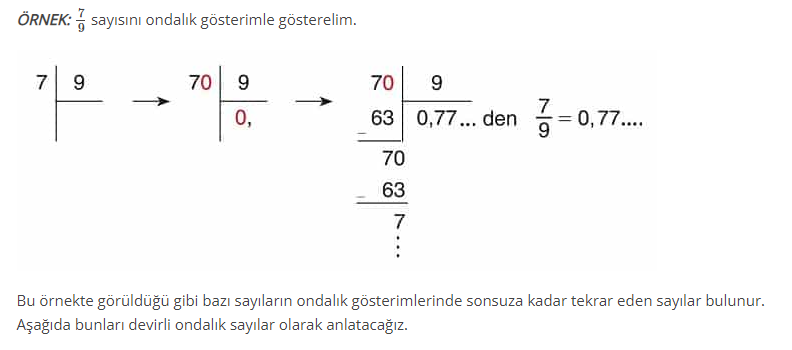 ÖRNEK: 7/9 sayısını ondalık gösterimle gösterelim.
7 9 → 70 9 → 70 9
0, 63 0,77... den 7/9 = 0,77....
70
63
7
Bu örnekte görüldüğü gibi bazı sayıların ondalık gösterimlerinde sonsuza kadar tekrar eden sayılar bulunur.
Aşağıda bunları devirli ondalık sayılar olarak anlatacağız.